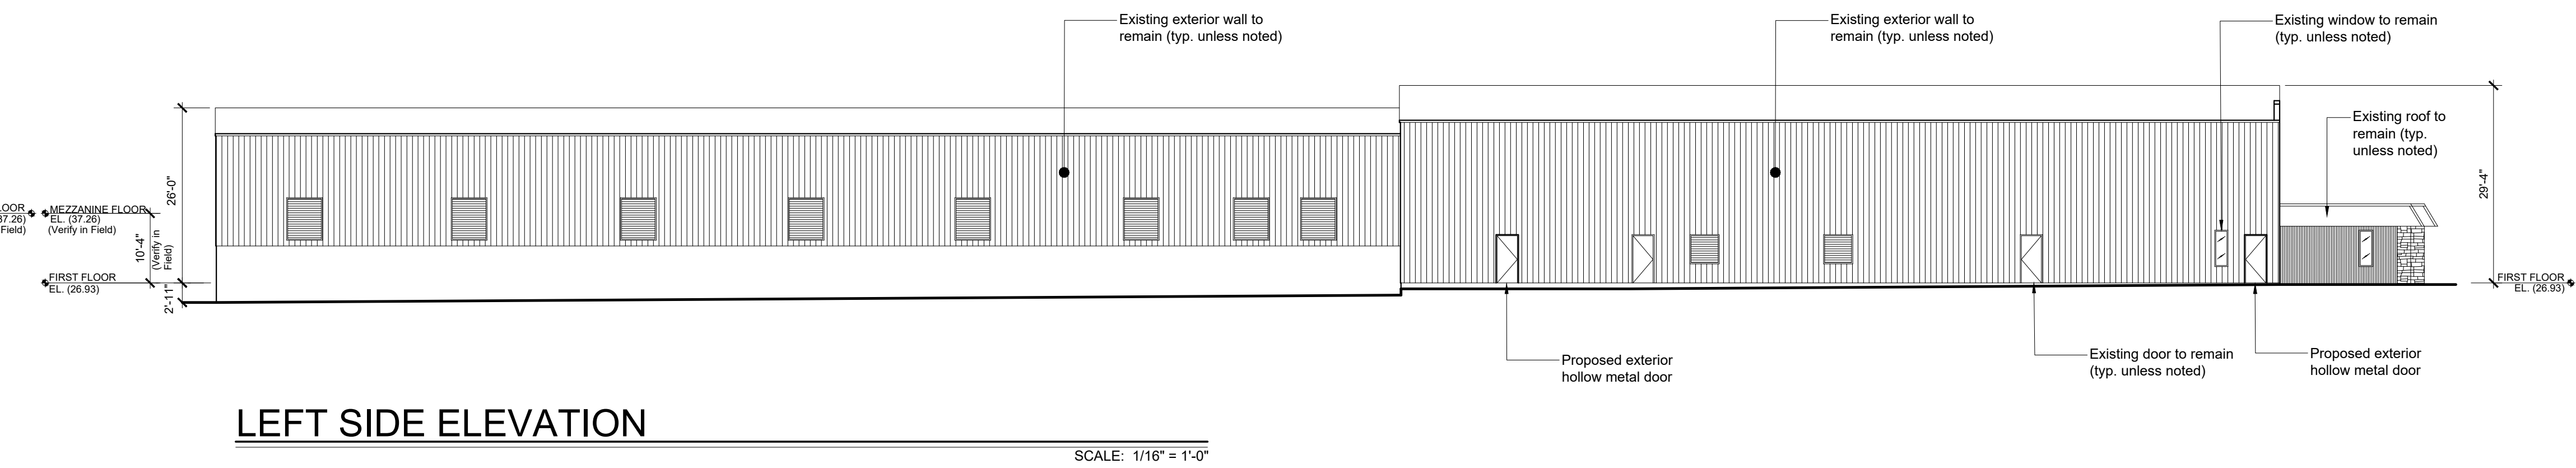 Existing exterior wall to
remain (typ. unless noted)
Existing exterior wall to
remain (typ. unless noted)
Existing window to remain
(typ. unless noted)
Existing roof to
remain (typ.
unless noted)
26'-0"
29'-4"
LOOR
37.26)
Field)
MEZZANINE FLOOR
EL. (37.26)
(Verify in Field)
10'-4"
(Verify in
Field)
FIRST FLOOR
EL. (26.93)
2'-11"
FIRST FLOOR
EL. (26.93)
Proposed exterior
hollow metal door
Existing door to remain
(typ. unless noted)
Proposed exterior
hollow metal door
LEFT SIDE ELEVATION
SCALE: 1/16" = 1'-0"